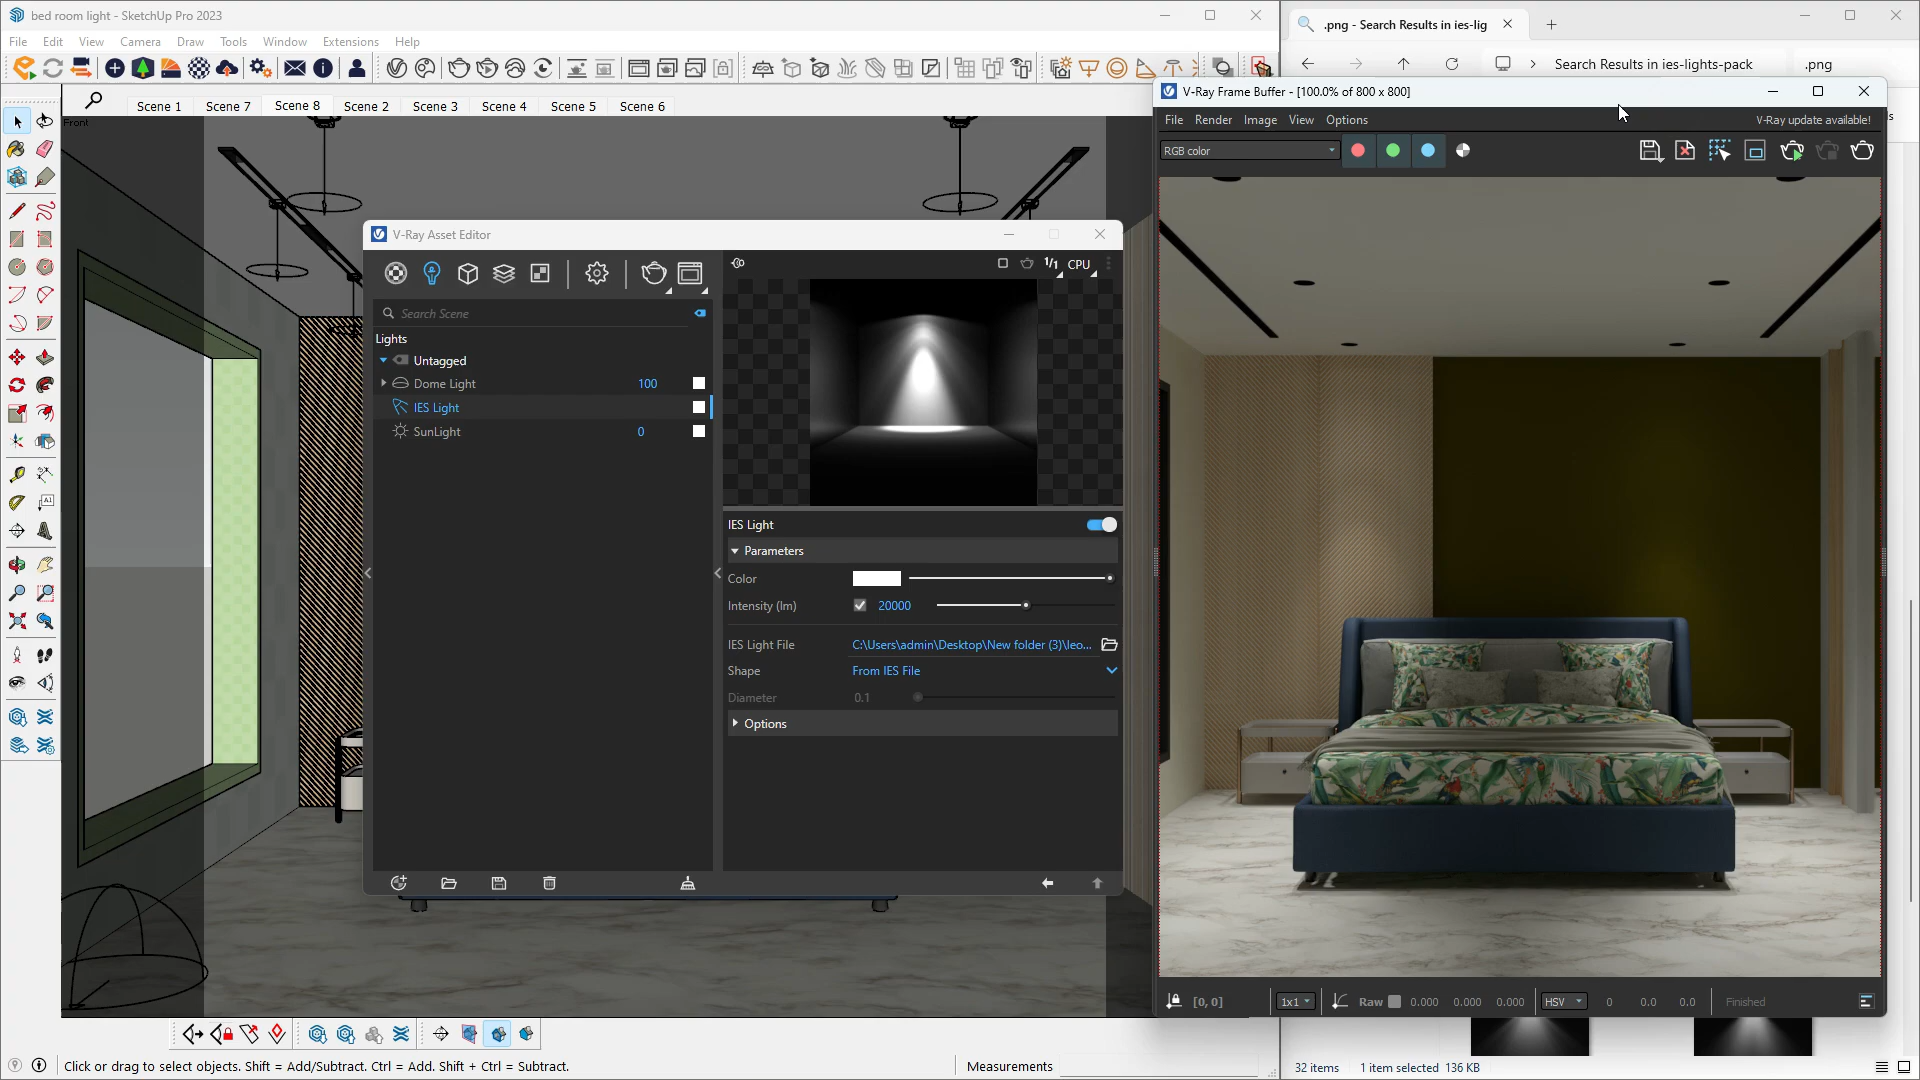 bed room light - SketchUp Pro 2023
File Edit View Camera Draw Tools Window Extensions Help
Scene 1 Scene 7 Scene 8 Scene 2 Scene 3 Scene 4 Scene 5 Scene 6
Front
V-Ray Asset Editor
1/1 CPU
Search Scene
Lights
Untagged
Dome Light 100
IES Light
SunLight 0
IES Light
Parameters
Color
Intensity (lm) 20000
IES Light File C:\Users\admin\Desktop\New folder (3)\leo...
Shape From IES File
Diameter 0.1
Options
.png - Search Results in ies-lig
Search Results in ies-lights-pack .png
V-Ray Frame Buffer - [100.0% of 800 x 800]
File Render Image View Options V-Ray update available!
RGB color
[0, 0] 1x1 Raw 0.000 0.000 0.000 HSV 0 0.0 0.0 Finished
Click or drag to select objects. Shift = Add/Subtract. Ctrl = Add. Shift + Ctrl = Subtract. Measurements
32 items 1 item selected 136 KB